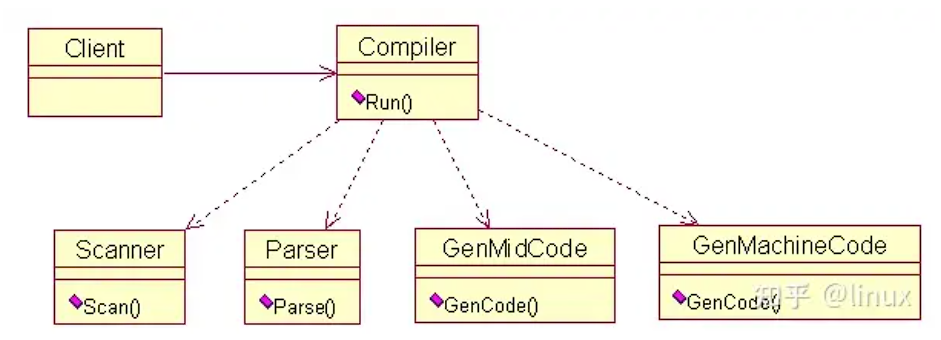 Client
Compiler
Run()
Scanner
Parser
GenMidCode
GenMachineCode
Scan()
Parse()
GenCode()
GenCode()
知乎 @linux